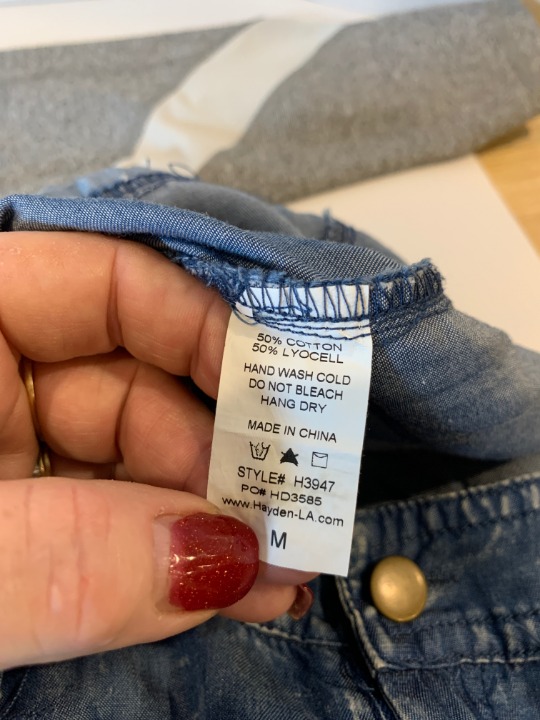 50% COTTON
50% LYOCELL
HAND WASH COLD
DO NOT BLEACH
HANG DRY
MADE IN CHINA
STYLE# H3947
PO# HD3585
www.Hayden-LA.com
M